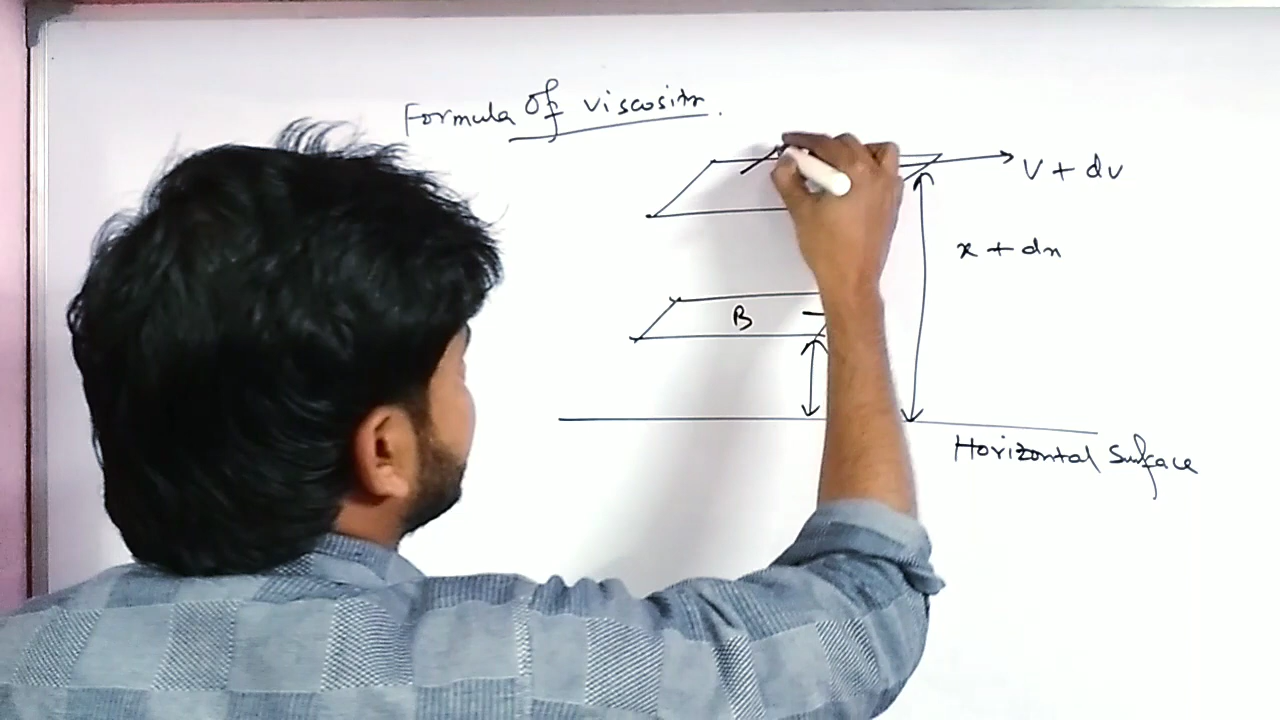 Formula Of viscosity.
V + dv
x + dx
B
Horizontal Surface